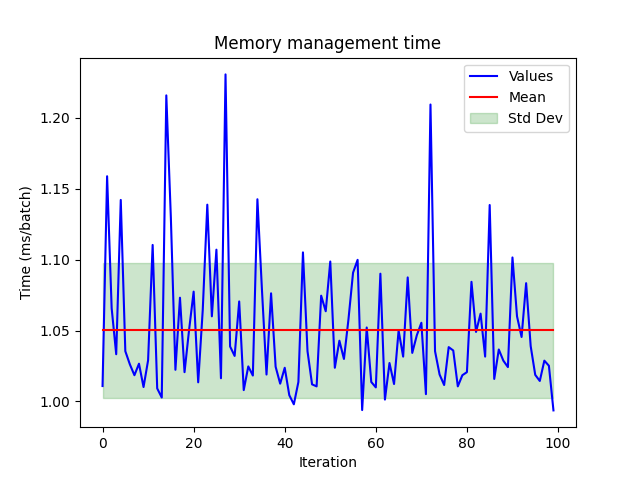 Memory management time
Values
Mean
Std Dev
Time (ms/batch)
1.20
1.15
1.10
1.05
1.00
0 20 40 60 80 100
Iteration